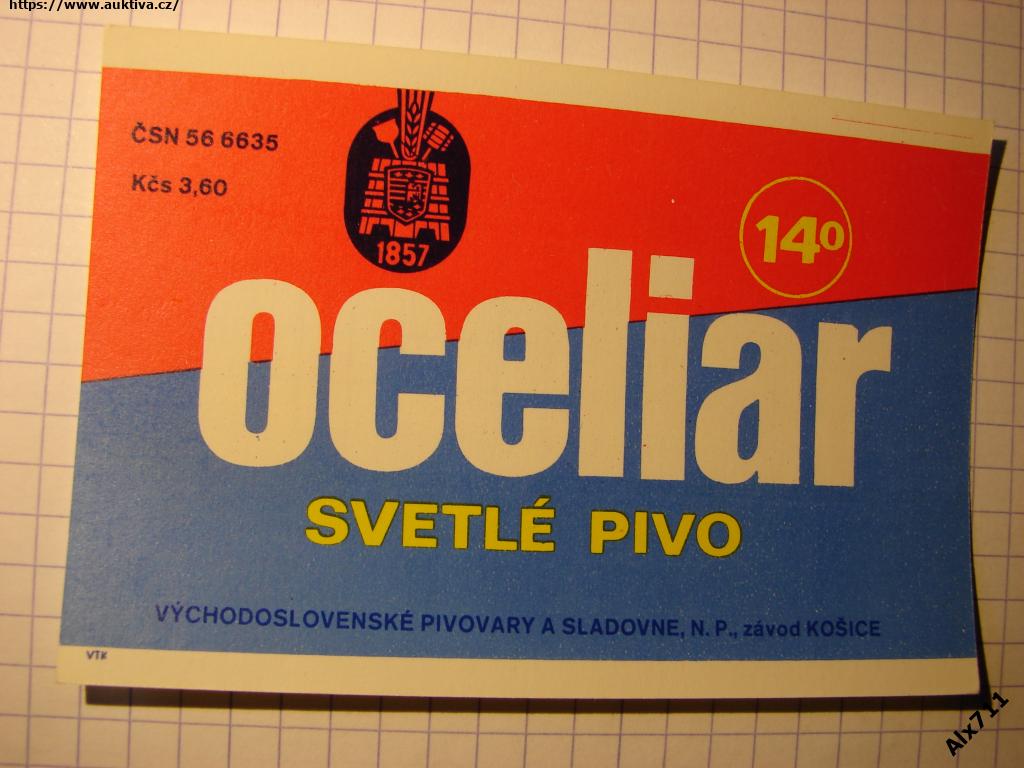 https://www.auktiva.cz/
ČSN 56 6635
Kčs 3,60
1857
14º
oceliar
SVETLÉ PIVO
VÝCHODOSLOVENSKÉ PIVOVARY A SLADOVNE, N. P., závod KOŠICE
VTK
Alx711